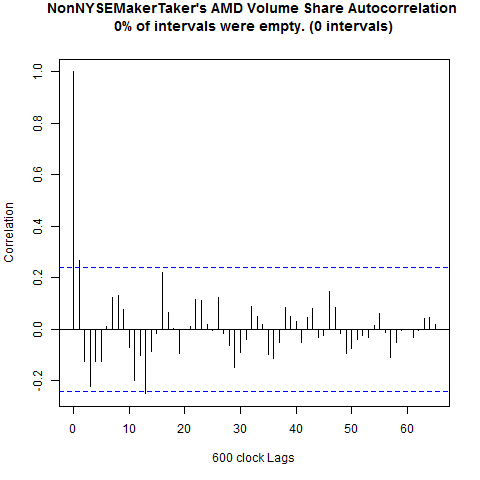 NonNYSEMakerTaker's AMD Volume Share Autocorrelation
0% of intervals were empty. (0 intervals)
1.0
0.8
0.6
0.4
0.2
0.0
-0.2
Correlation
0 10 20 30 40 50 60
600 clock Lags